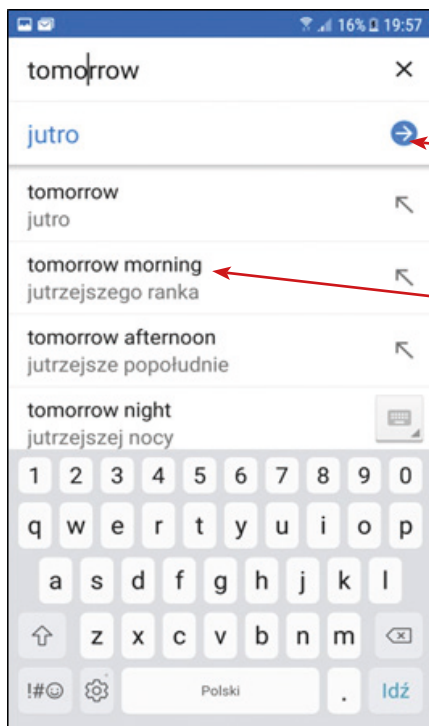 16% 19:57
tomorrow
jutro
tomorrow
jutro
tomorrow morning
jutrzejszego ranka
tomorrow afternoon
jutrzejsze popołudnie
tomorrow night
jutrzejszej nocy
1 2 3 4 5 6 7 8 9 0
q w e r t y u i o p
a s d f g h j k l
z x c v b n m
!#☺ Polski . Idź